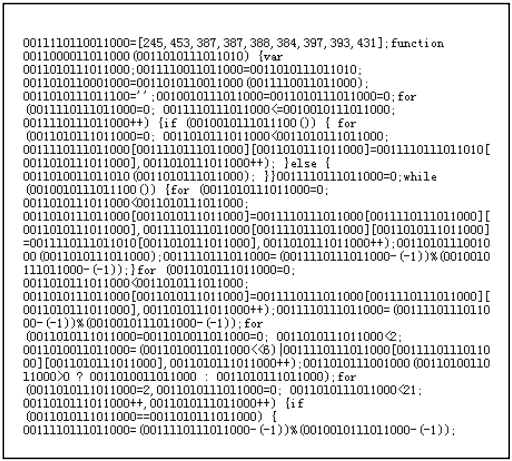 0011110110011000=[245,453,387,387,388,384,397,393,431];function
0011000011011000(0011010111011010) {var
0011010111011000;0011110011011000=0011010111011010;
0011010110001000=0011010110011000(0011110011011000);
0011010111011100='';0010010111011000=0011010111011000=0;for
(0011110111011000=0; 0011110111011000<=0010010111011000;
0011110111011000++) {if (0010010111011100()) { for
(0011010111011000=0; 0011010111011000<0011010111011000;
0011110111011000[0011110111011000][0011010111011000]=0011110111011010[
0011010111011000],0011010111011000++); }else {
0011010011011010(0011010111011000); }}0011110111011000=0;while
(0010010111011100()) {for (0011010111011000=0;
0011010111011000<0011010111011000;
0011010111011000[0011010111011000]=0011110111011000[0011110111011000][
0011010111011000],0011110111011000[0011110111011000][0011010111011000]
=0011110111011010[0011010111011000],0011010111011000++);00110101110010
00(0011010111011000);0011110111011000=(0011110111011000-(-1))%(0010010
111011000-(-1));}for (0011010111011000=0;
0011010111011000<0011010111011000;
0011010111011000[0011010111011000]=0011110111011000[0011110111011000][
0011010111011000],0011010111011000++);0011110111011000=(00111101110110
00-(-1))%(0010010111011000-(-1));for
(0011010111011000=0011010011011000=0; 0011010111011000<2;
0011010011011000=(0011010011011000<<6)|0011110111011000[00111101110110
00][0011010111011000],0011010111011000++);0011010111001000(00110100110
11000>0 ? 0011010011011000 : 0011010111011000);for
(0011010111011000=2,0011010111011000=0; 0011010111011000<21;
0011010111011000++,0011010111011000++) {if
(0011010111011000==0011010111011000) {
0011110111011000=(0011110111011000-(-1))%(0010010111011000-(-1));